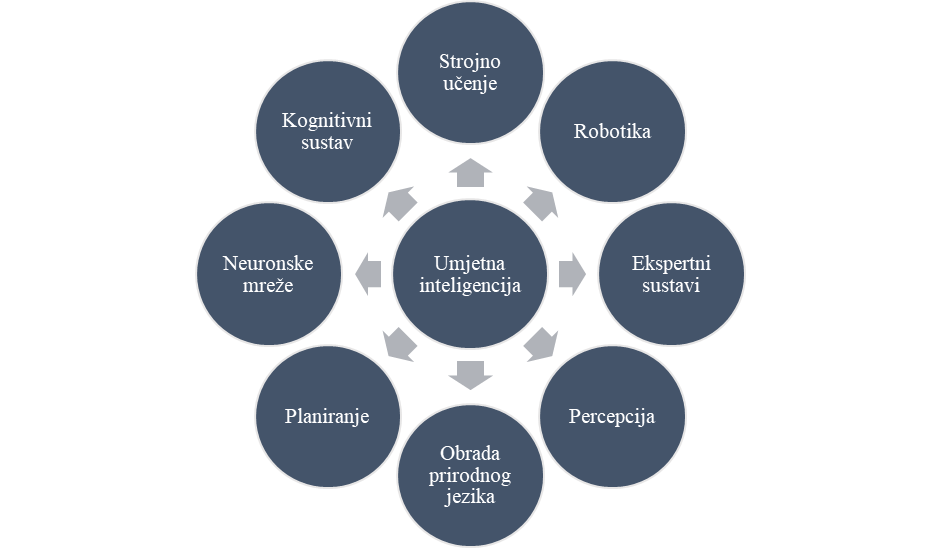 Strojno
učenje
Kognitivni
sustav
Robotika
Neuronske
mreže
Umjetna
inteligencija
Ekspertni
sustavi
Planiranje
Percepcija
Obrada
prirodnog
jezika